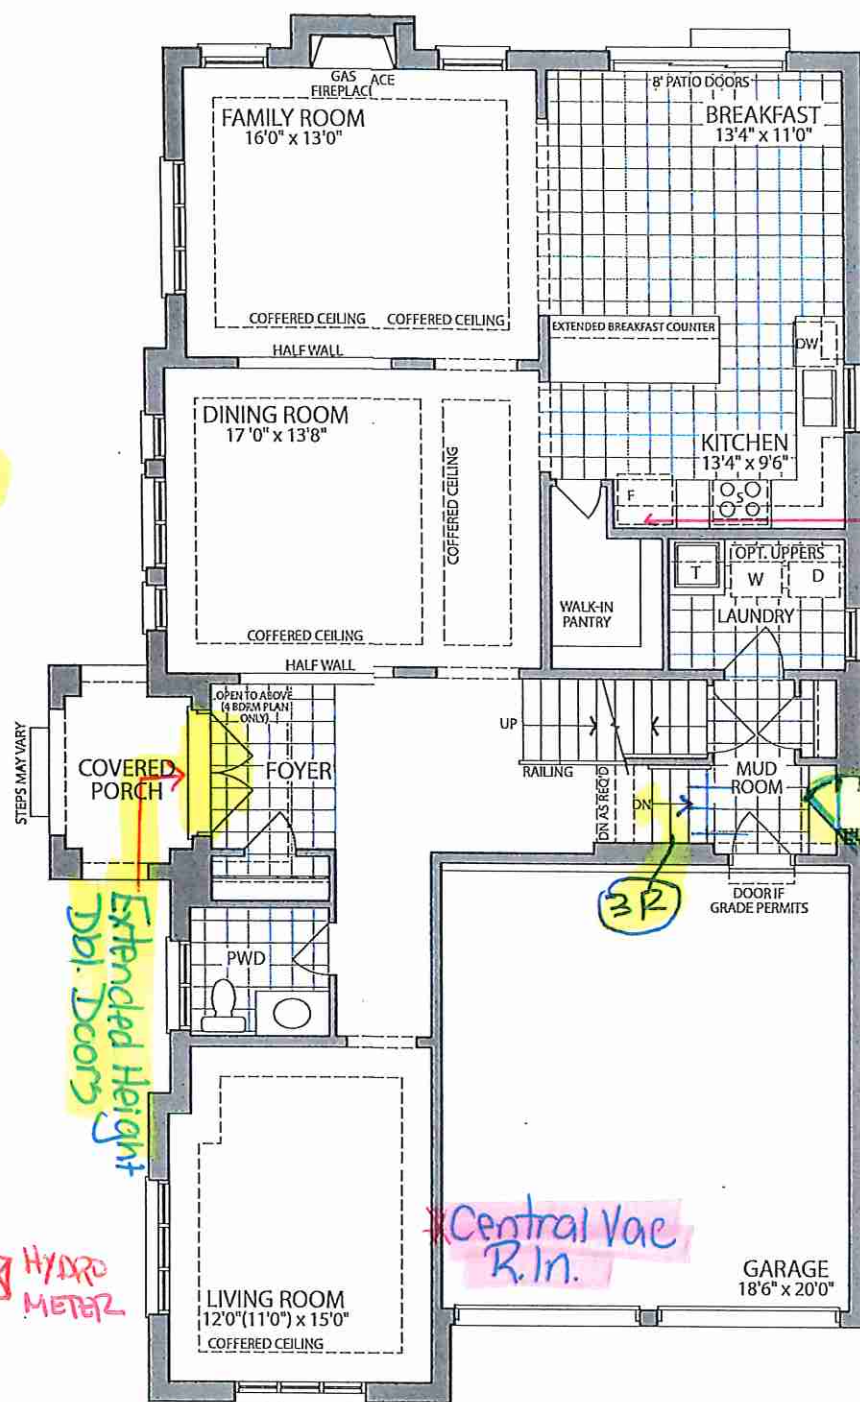 GAS ACE
FIREPLACI
FAMILY ROOM
16'0" x 13'0"
COFFERED CEILING COFFERED CEILING
8' PATIO DOORS
BREAKFAST
13'4" x 11'0"
EXTENDED BREAKFAST COUNTER
DW
HALF WALL
DINING ROOM
17 '0" x 13'8"
COFFERED CEILING
COFFERED CEILING
KITCHEN
13'4" x 9'6"
F
S
WALK-IN
PANTRY
OPT. UPPERS
T
W
D
LAUNDRY
HALF WALL
OPEN TO ABOVE
(4 BDRM PLAN
ONLY)
STEPS MAY VARY
COVERED
PORCH
FOYER
UP
RAILING
DN AS REQ'D
DN
MUD
ROOM
3R
DOOR IF
GRADE PERMITS
Extended Height
Dbl. Doors
PWD
HYDRO
METER
LIVING ROOM
12'0"(11'0") x 15'0"
COFFERED CEILING
Central Vac
R.In.
GARAGE
18'6" x 20'0"